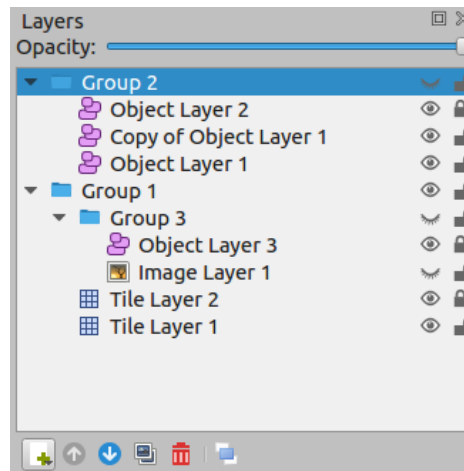 Layers
Opacity:
Group 2
Object Layer 2
Copy of Object Layer 1
Object Layer 1
Group 1
Group 3
Object Layer 3
Image Layer 1
Tile Layer 2
Tile Layer 1